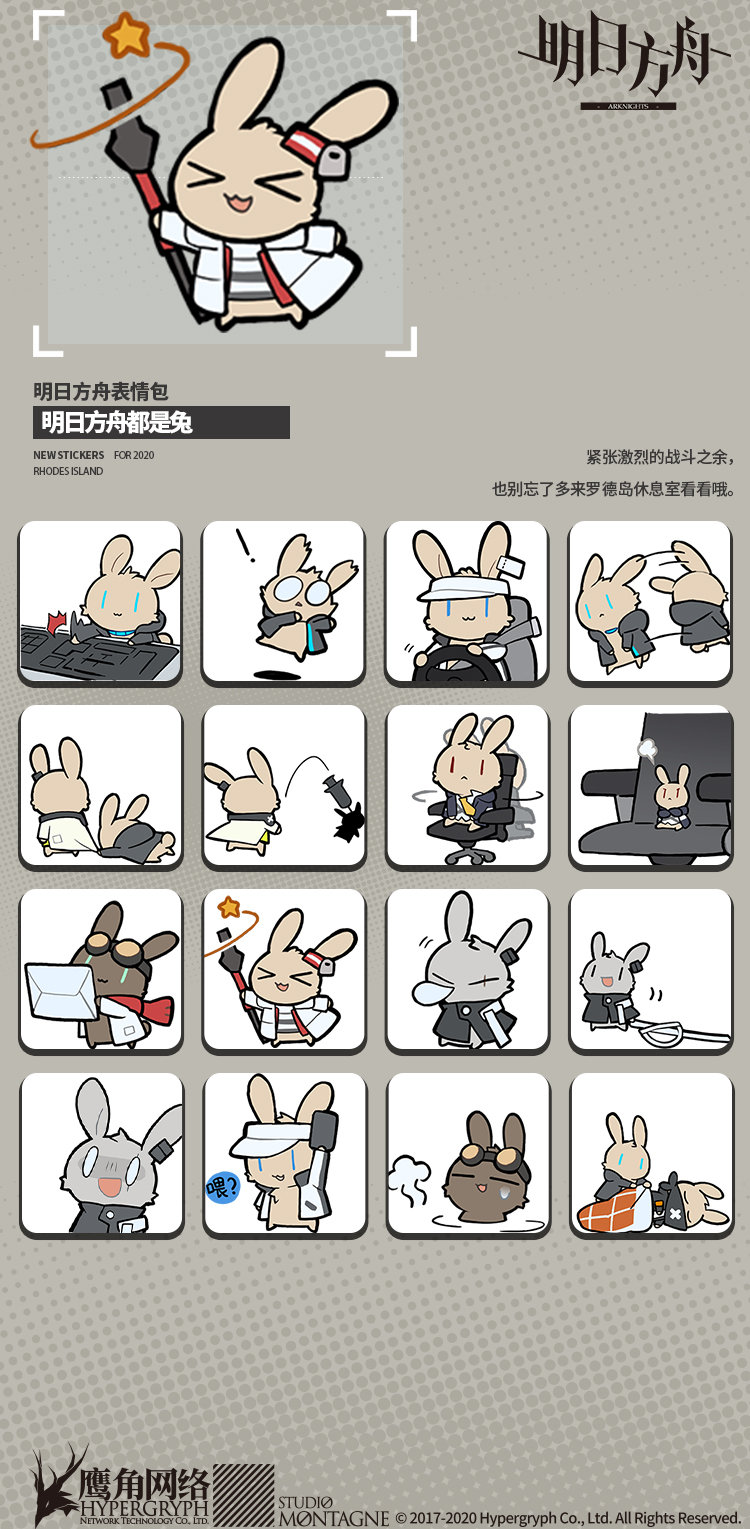 明日方舟
ARKNIGHTS
明日方舟表情包
明日方舟都是兔
NEW STICKERS FOR 2020
RHODES ISLAND
紧张激烈的战斗之余，
也别忘了多来罗德岛休息室看看哦。
喂?
鹰角网络
HYPERGRYPH
NETWORK TECHNOLOGY CO., LTD.
STUDIO
MØNTAGNE
© 2017-2020 Hypergryph Co., Ltd. All Rights Reserved.